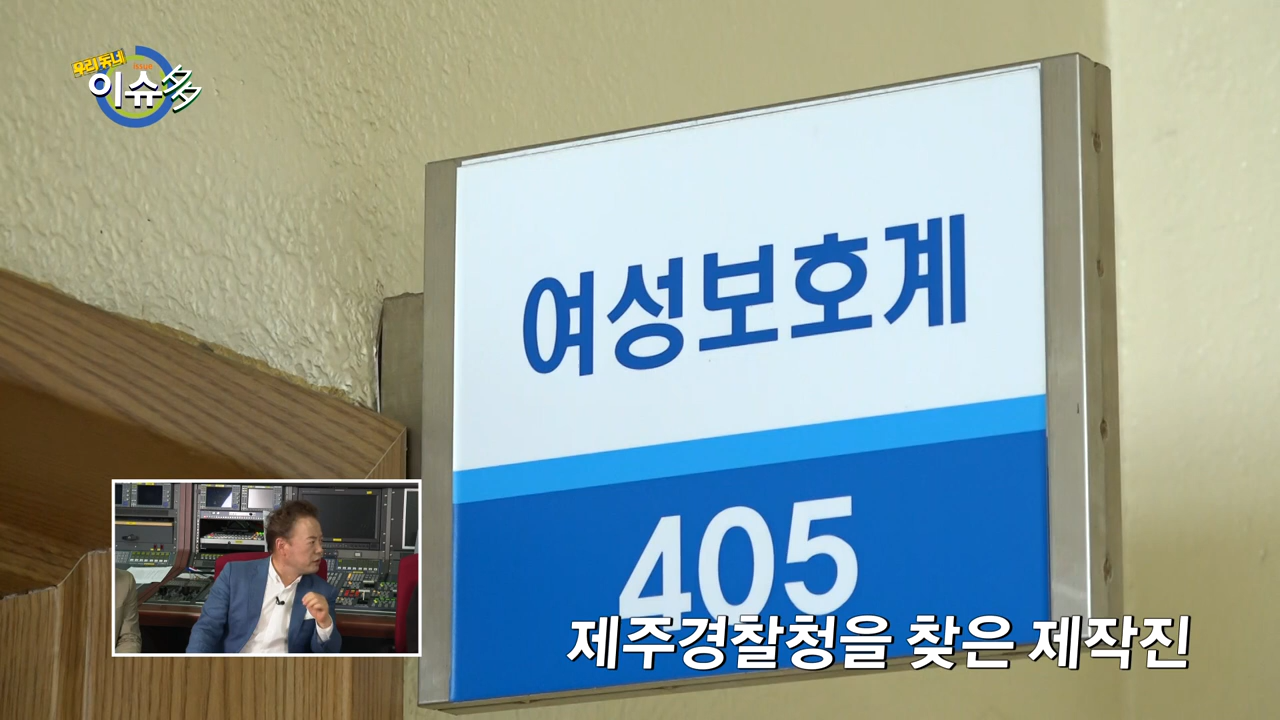 우리동네
issue
이슈多
여성보호계
405
제주경찰청을 찾은 제작진